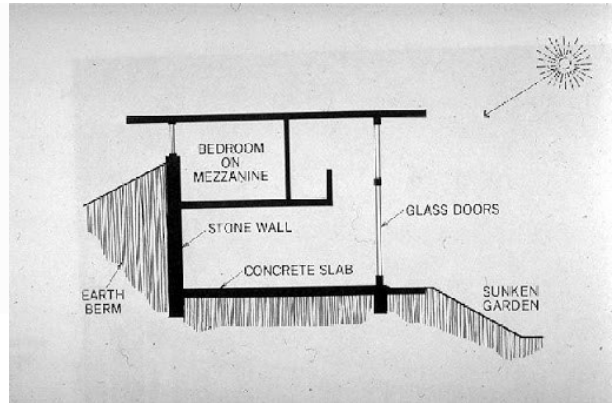 BEDROOM
ON
MEZZANINE
STONE WALL
GLASS DOORS
CONCRETE SLAB
EARTH
BERM
SUNKEN
GARDEN